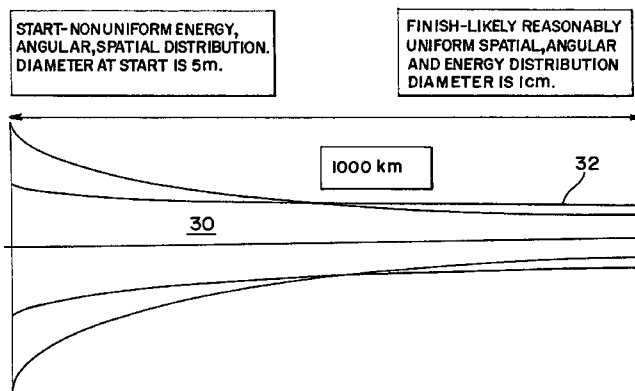 START-NONUNIFORM ENERGY,
ANGULAR,SPATIAL DISTRIBUTION.
DIAMETER AT START IS 5m.
FINISH-LIKELY REASONABLY
UNIFORM SPATIAL,ANGULAR
AND ENERGY DISTRIBUTION
DIAMETER IS 1cm.
1000 km
32
30